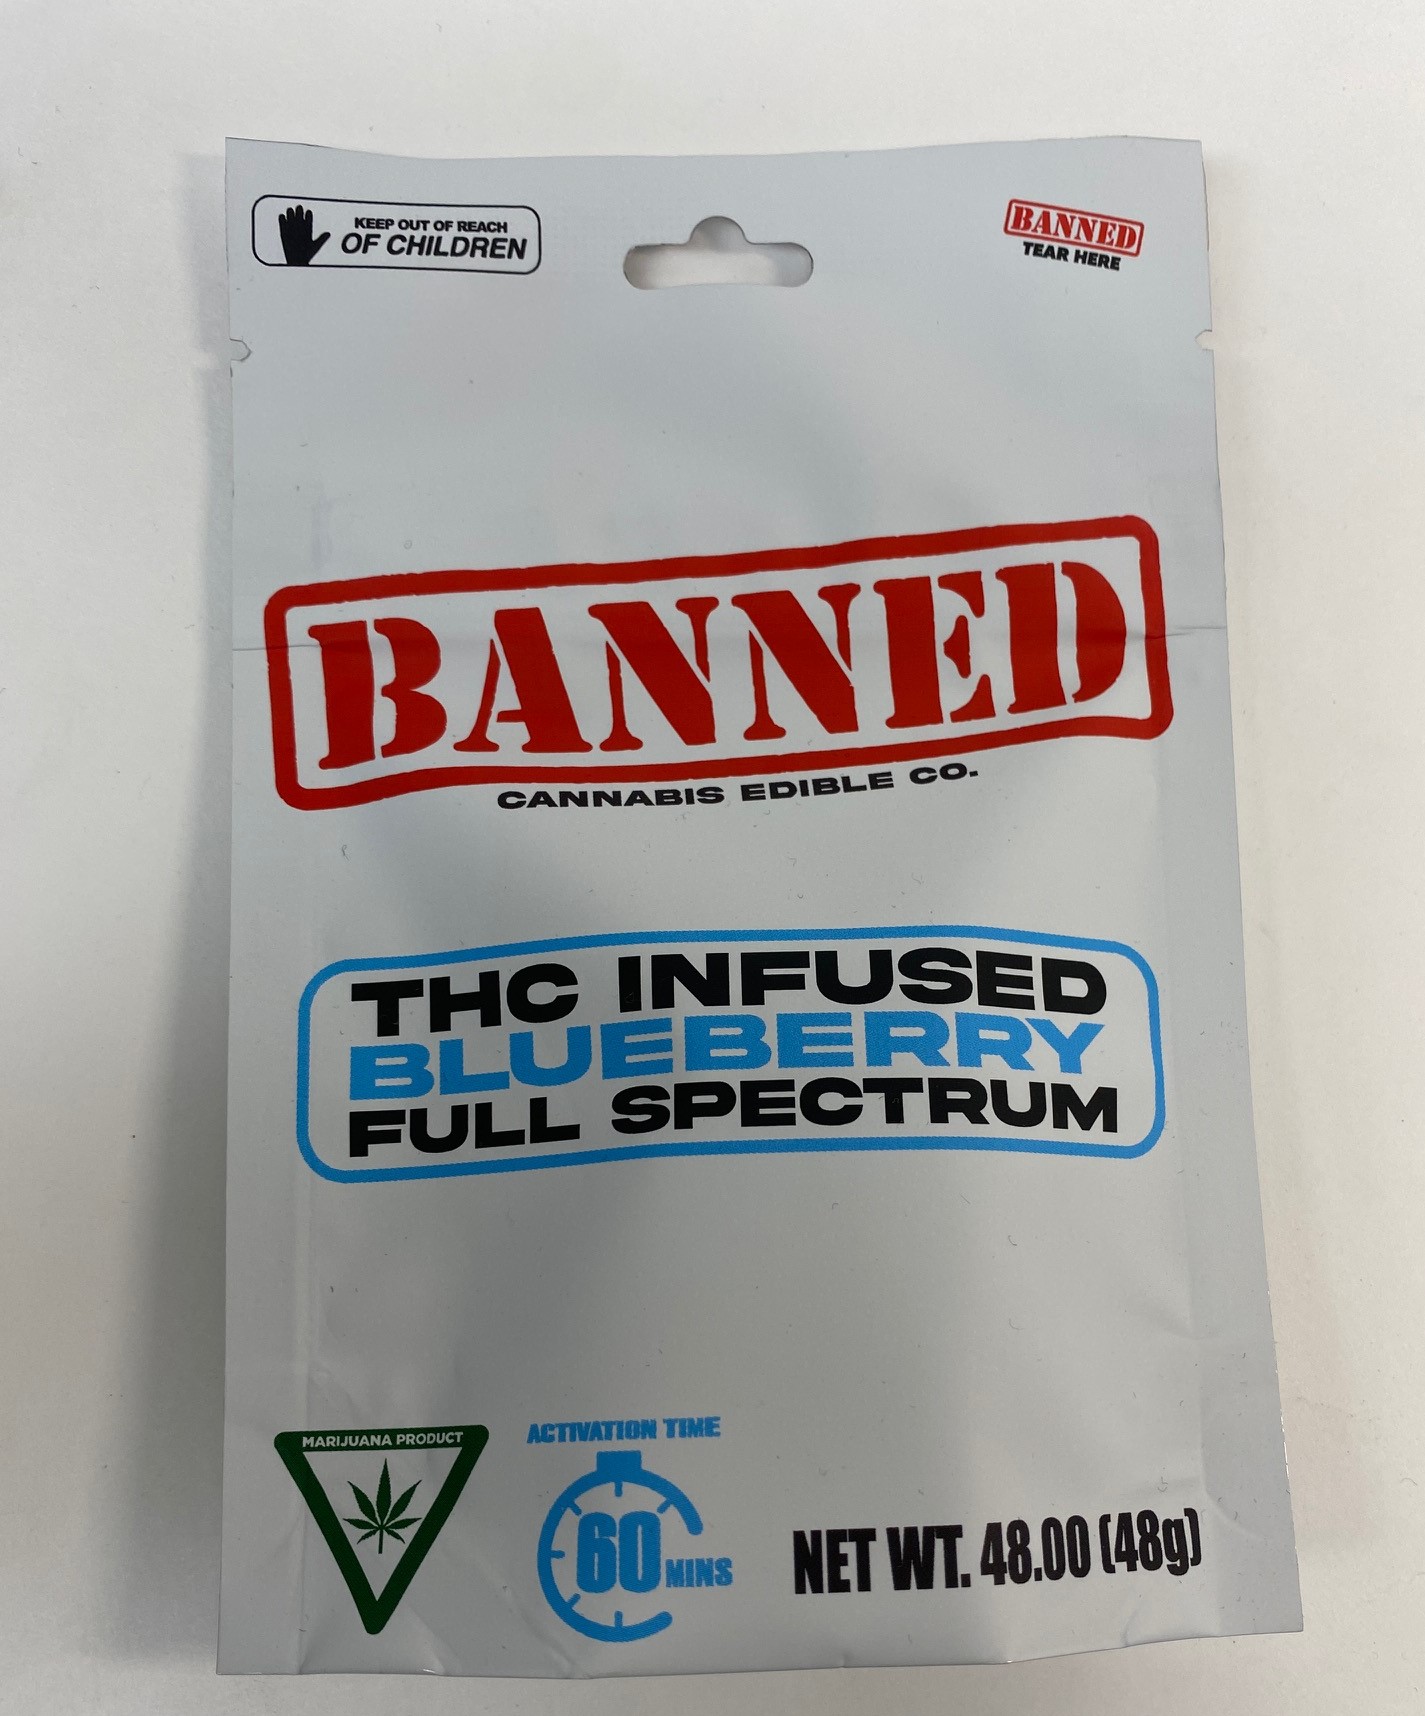 KEEP OUT OF REACH
OF CHILDREN
BANNED
TEAR HERE
BANNED
CANNABIS EDIBLE CO.
THC INFUSED
BLUEBERRY
FULL SPECTRUM
MARIJUANA PRODUCT
ACTIVATION TIME
60 MINS
NET WT. 48.00 (48g)